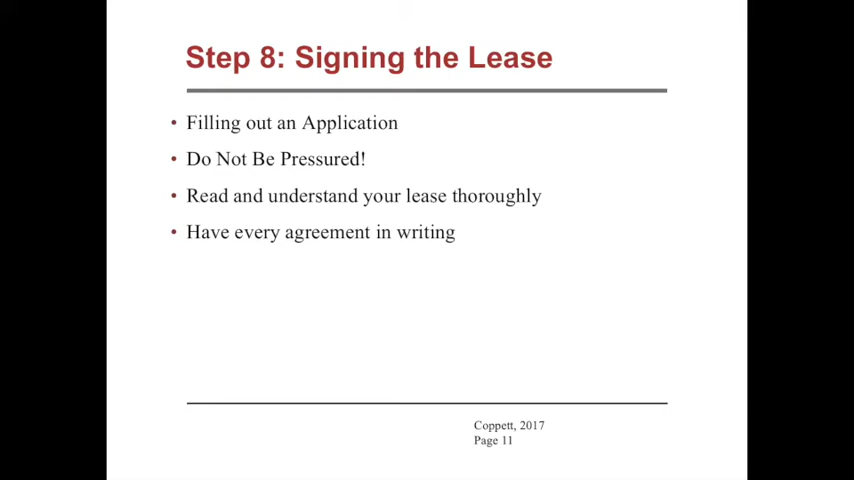 Step 8: Signing the Lease
• Filling out an Application
• Do Not Be Pressured!
• Read and understand your lease thoroughly
• Have every agreement in writing
Coppett, 2017
Page 11